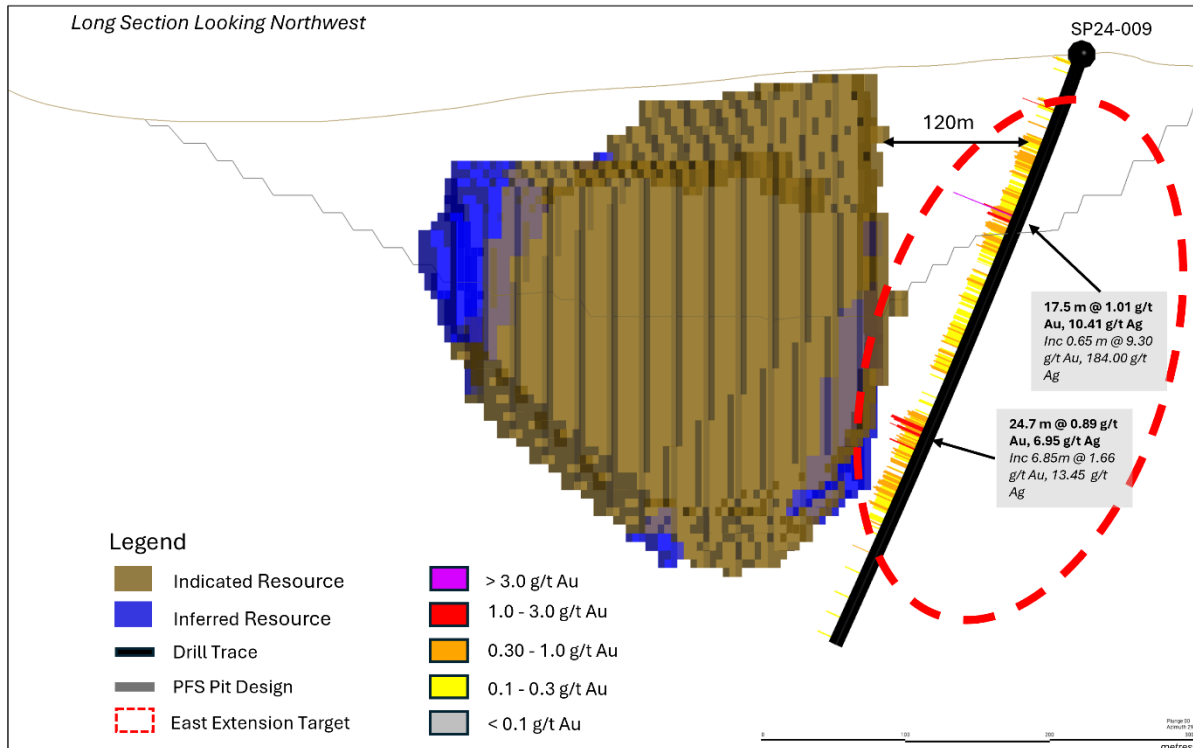 Long Section Looking Northwest
SP24-009
120m
17.5 m @ 1.01 g/t
Au, 10.41 g/t Ag
Inc 0.65 m @ 9.30
g/t Au, 184.00 g/t
Ag
24.7 m @ 0.89 g/t
Au, 6.95 g/t Ag
Inc 6.85m @ 1.66
g/t Au, 13.45 g/t
Ag
Legend
Indicated Resource
Inferred Resource
Drill Trace
PFS Pit Design
East Extension Target
> 3.0 g/t Au
1.0 - 3.0 g/t Au
0.30 - 1.0 g/t Au
0.1 - 0.3 g/t Au
< 0.1 g/t Au
Plunge 00
Azimuth
0 100 200
metres